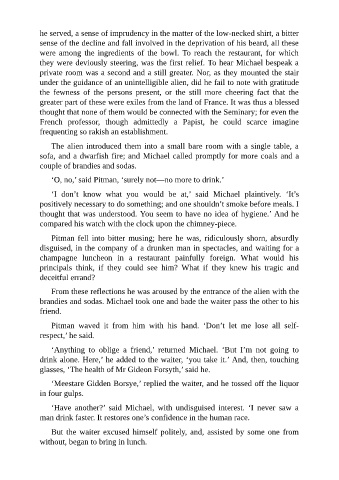 he served, a sense of imprudency in the matter of the low-necked shirt, a bitter
sense of the decline and fall involved in the deprivation of his beard, all these
were among the ingredients of the bowl. To reach the restaurant, for which
they were deviously steering, was the first relief. To hear Michael bespeak a
private room was a second and a still greater. Nor, as they mounted the stair
under the guidance of an unintelligible alien, did he fail to note with gratitude
the fewness of the persons present, or the still more cheering fact that the
greater part of these were exiles from the land of France. It was thus a blessed
thought that none of them would be connected with the Seminary; for even the
French professor, though admittedly a Papist, he could scarce imagine
frequenting so rakish an establishment.
The alien introduced them into a small bare room with a single table, a
sofa, and a dwarfish fire; and Michael called promptly for more coals and a
couple of brandies and sodas.
‘O, no,’ said Pitman, ‘surely not—no more to drink.’
‘I don’t know what you would be at,’ said Michael plaintively. ‘It’s
positively necessary to do something; and one shouldn’t smoke before meals. I
thought that was understood. You seem to have no idea of hygiene.’ And he
compared his watch with the clock upon the chimney-piece.
Pitman fell into bitter musing; here he was, ridiculously shorn, absurdly
disguised, in the company of a drunken man in spectacles, and waiting for a
champagne luncheon in a restaurant painfully foreign. What would his
principals think, if they could see him? What if they knew his tragic and
deceitful errand?
From these reflections he was aroused by the entrance of the alien with the
brandies and sodas. Michael took one and bade the waiter pass the other to his
friend.
Pitman waved it from him with his hand. ‘Don’t let me lose all self-
respect,’ he said.
‘Anything to oblige a friend,’ returned Michael. ‘But I’m not going to
drink alone. Here,’ he added to the waiter, ‘you take it.’ And, then, touching
glasses, ‘The health of Mr Gideon Forsyth,’ said he.
‘Meestare Gidden Borsye,’ replied the waiter, and he tossed off the liquor
in four gulps.
‘Have another?’ said Michael, with undisguised interest. ‘I never saw a
man drink faster. It restores one’s confidence in the human race.
But the waiter excused himself politely, and, assisted by some one from
without, began to bring in lunch.